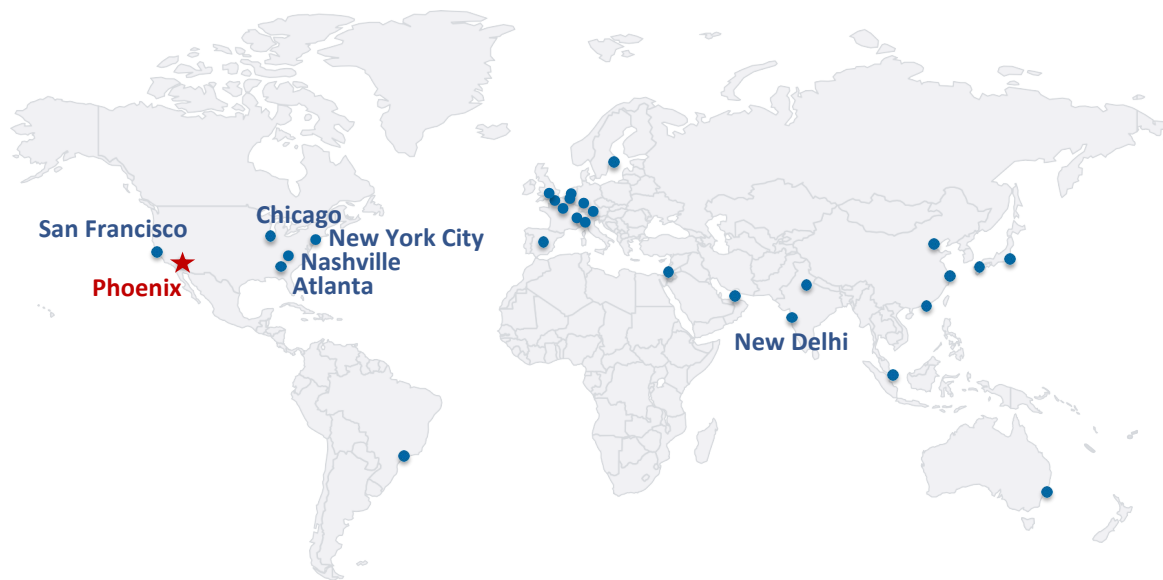 Chicago
San Francisco
New York City
Nashville
Phoenix
Atlanta
New Delhi